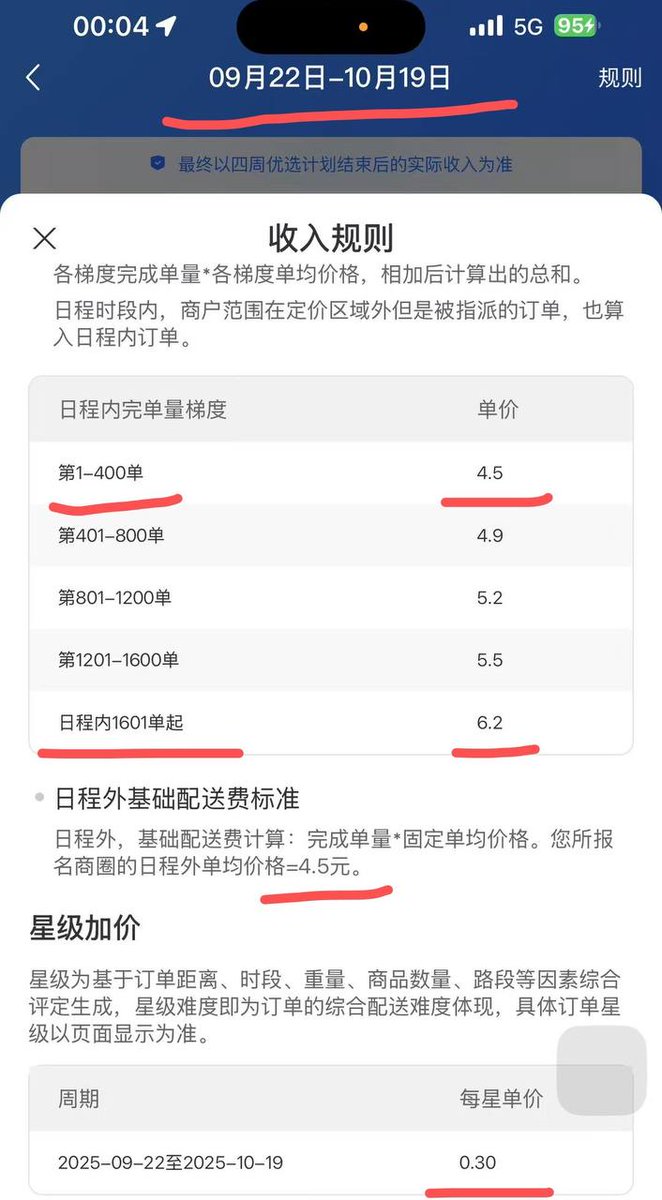 00:04 5G 95
09月22日-10月19日 规则
最终以四周优选计划结束后的实际收入为准
收入规则
各梯度完成单量*各梯度单均价格，相加后计算出的总和。
日程时段内，商户范围在定价区域外但是被指派的订单，也算
入日程内订单。
日程内完单量梯度 单价
第1-400单 4.5
第401-800单 4.9
第801-1200单 5.2
第1201-1600单 5.5
日程内1601单起 6.2
日程外基础配送费标准
日程外，基础配送费计算：完成单量*固定单均价格。您所报
名商圈的日程外单均价格=4.5元。
星级加价
星级为基于订单距离、时段、重量、商品数量、路段等因素综合
评定生成，星级难度即为订单的综合配送难度体现，具体订单星
级以页面显示为准。
周期 每星单价
2025-09-22至2025-10-19 0.30